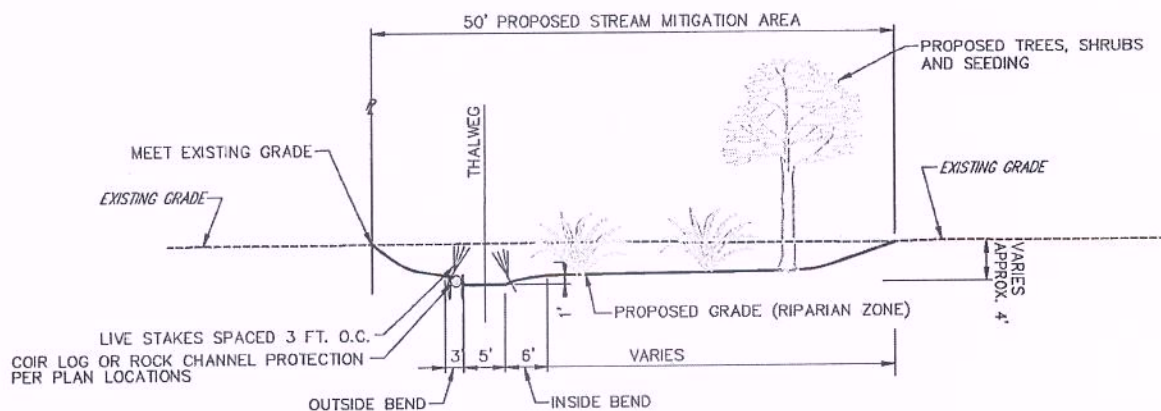 50' PROPOSED STREAM MITIGATION AREA
PROPOSED TREES, SHRUBS
AND SEEDING
THALWEG
MEET EXISTING GRADE
EXISTING GRADE
EXISTING GRADE
VARIES
APPROX. 4'
1'
PROPOSED GRADE (RIPARIAN ZONE)
LIVE STAKES SPACED 3 FT. O.C.
COIR LOG OR ROCK CHANNEL PROTECTION
PER PLAN LOCATIONS
3' 5' 6' VARIES
OUTSIDE BEND
INSIDE BEND